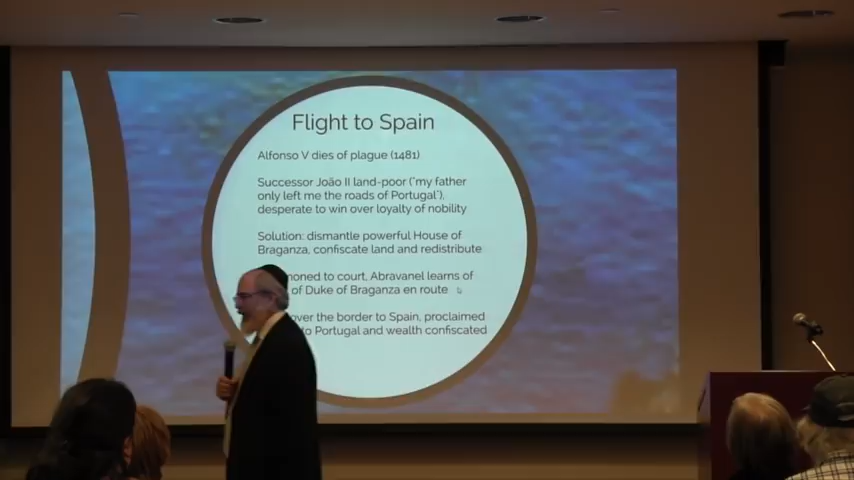 Flight to Spain
Alfonso V dies of plague (1481)
Successor João II land-poor ("my father
only left me the roads of Portugal"),
desperate to win over loyalty of nobility
Solution: dismantle powerful House of
Braganza, confiscate land and redistribute
moned to court, Abravanel learns of
of Duke of Braganza en route
over the border to Spain, proclaimed
to Portugal and wealth confiscated